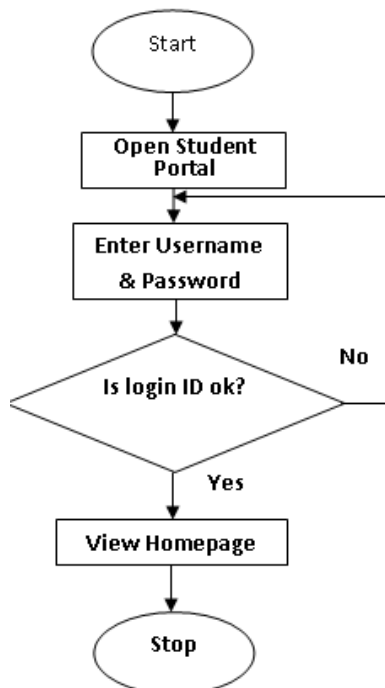 Start
Open Student
Portal
Enter Username
& Password
Is login ID ok?
No
Yes
View Homepage
Stop